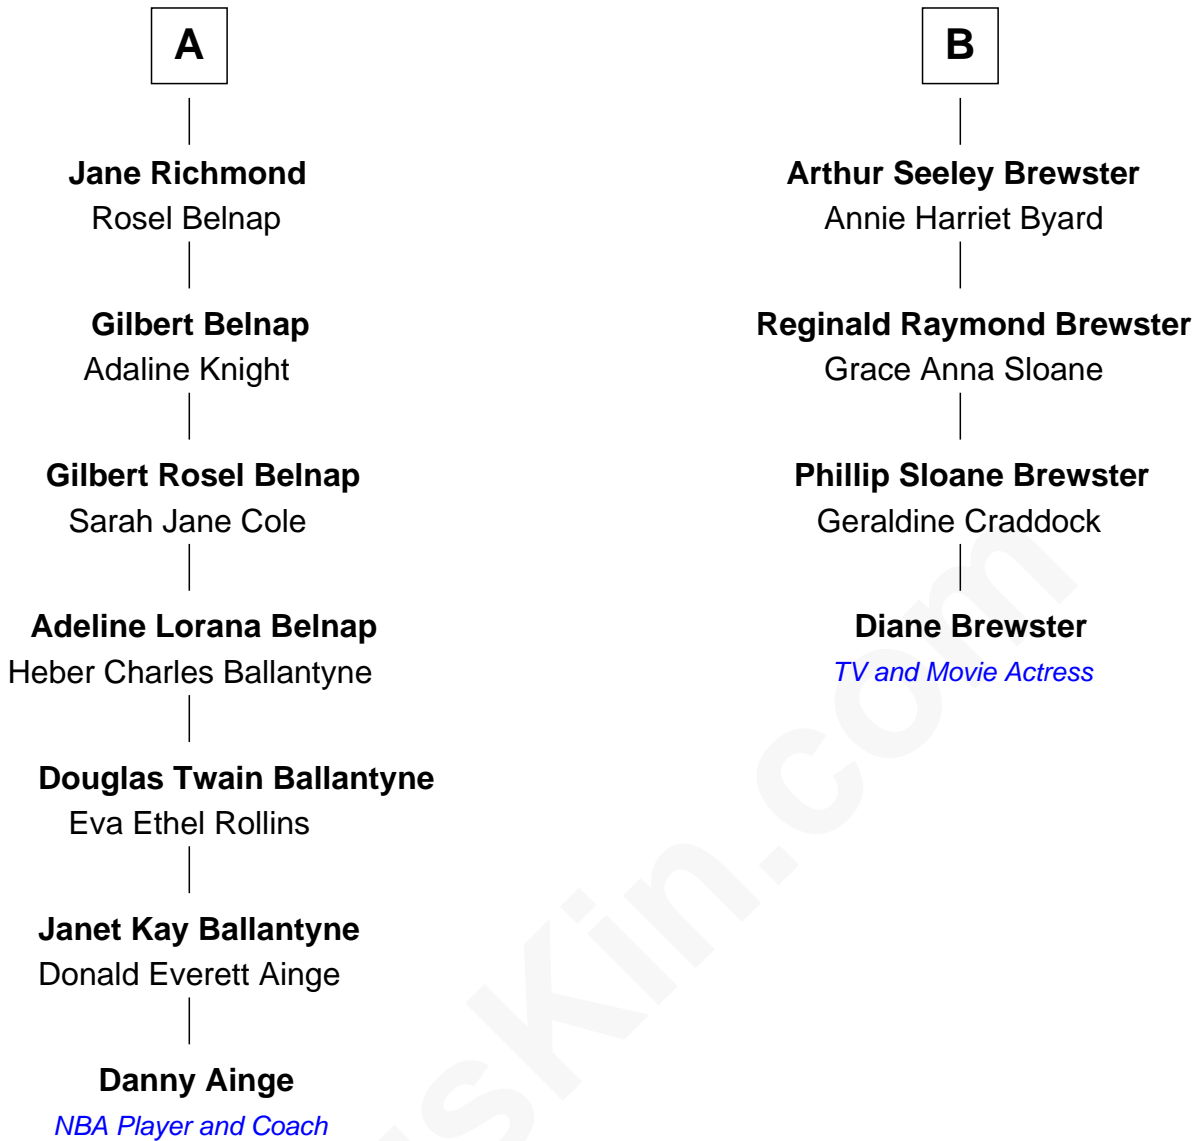 A
Jane Richmond
Rosel Belnap
Gilbert Belnap
Adaline Knight
Gilbert Rosel Belnap
Sarah Jane Cole
Adeline Lorana Belnap
Heber Charles Ballantyne
Douglas Twain Ballantyne
Eva Ethel Rollins
Janet Kay Ballantyne
Donald Everett Ainge
Danny Ainge
NBA Player and Coach
B
Arthur Seeley Brewster
Annie Harriet Byard
Reginald Raymond Brewster
Grace Anna Sloane
Phillip Sloane Brewster
Geraldine Craddock
Diane Brewster
TV and Movie Actress